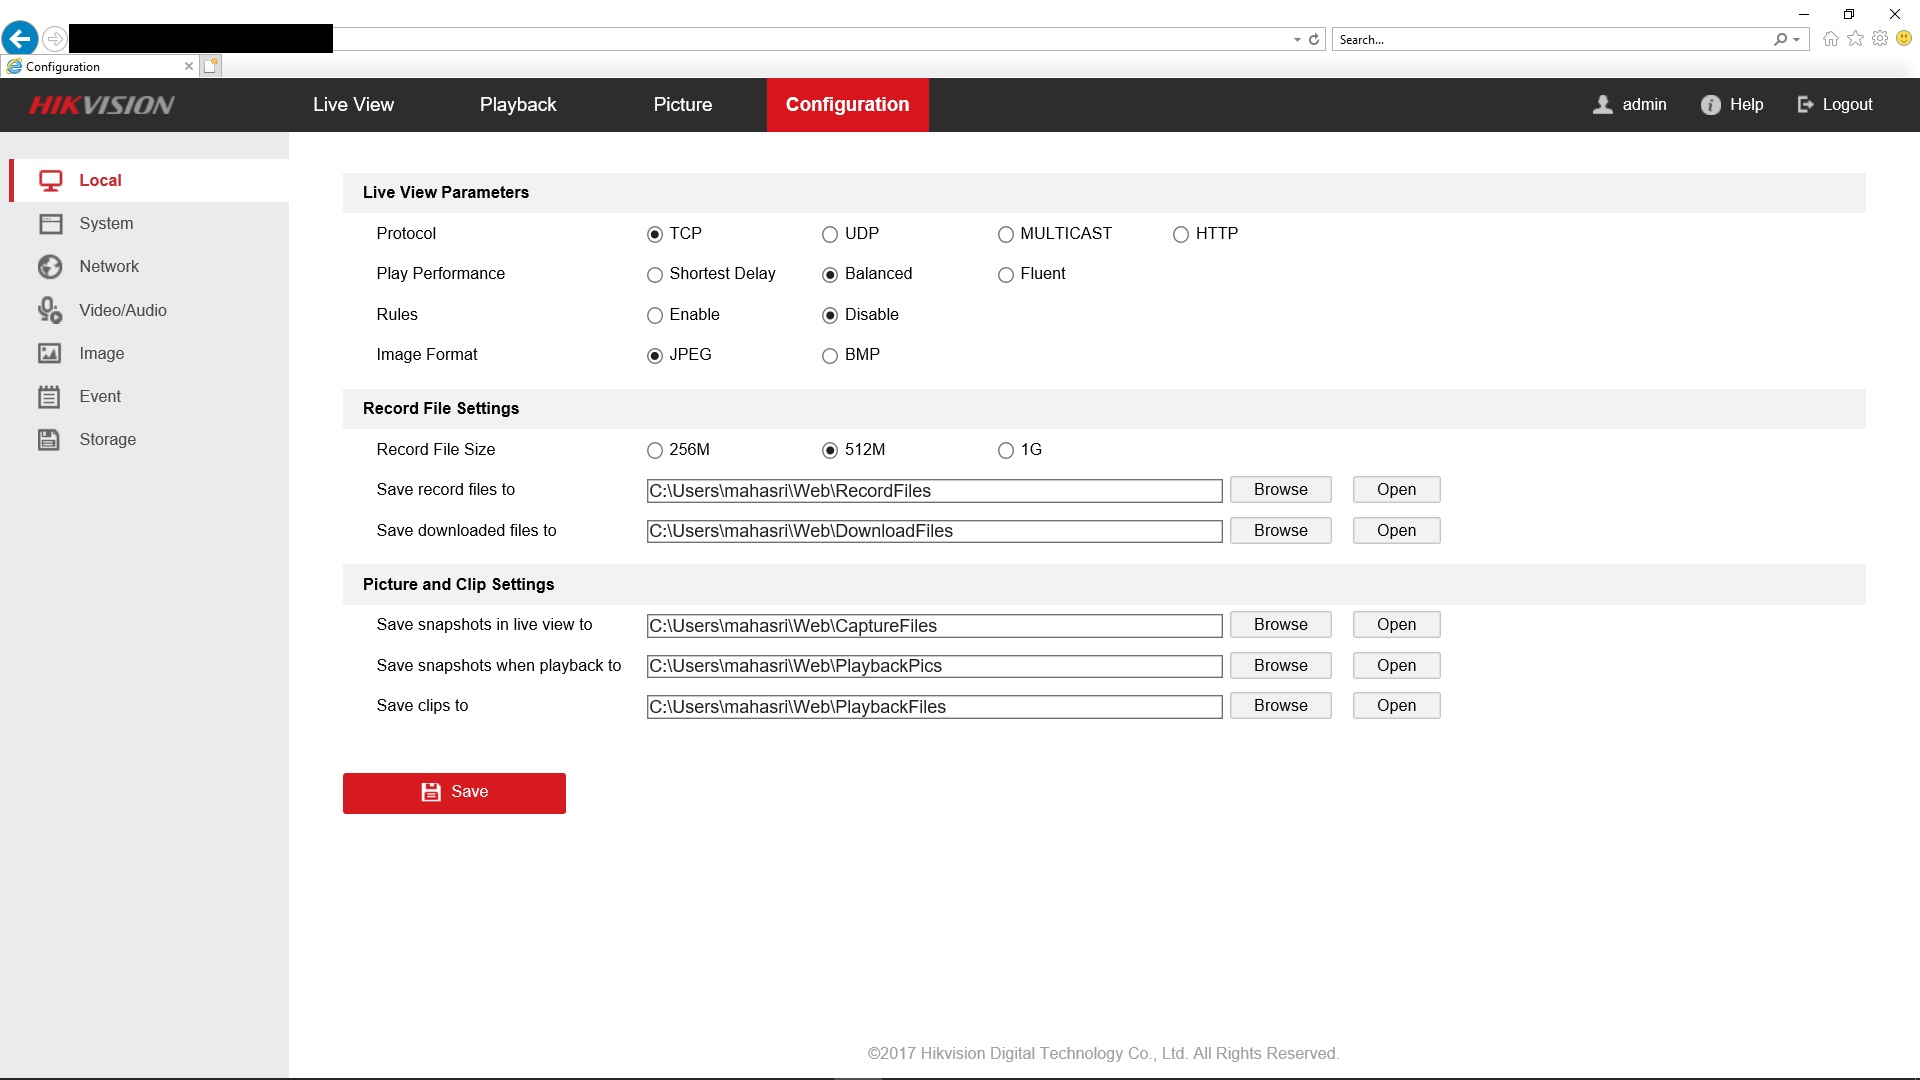 Search...
Configuration
HIKVISION Live View Playback Picture Configuration admin Help Logout
Local
System
Network
Video/Audio
Image
Event
Storage
Live View Parameters
Protocol TCP UDP MULTICAST HTTP
Play Performance Shortest Delay Balanced Fluent
Rules Enable Disable
Image Format JPEG BMP
Record File Settings
Record File Size 256M 512M 1G
Save record files to C:\Users\mahasri\Web\RecordFiles Browse Open
Save downloaded files to C:\Users\mahasri\Web\DownloadFiles Browse Open
Picture and Clip Settings
Save snapshots in live view to C:\Users\mahasri\Web\CaptureFiles Browse Open
Save snapshots when playback to C:\Users\mahasri\Web\PlaybackPics Browse Open
Save clips to C:\Users\mahasri\Web\PlaybackFiles Browse Open
Save
©2017 Hikvision Digital Technology Co., Ltd. All Rights Reserved.